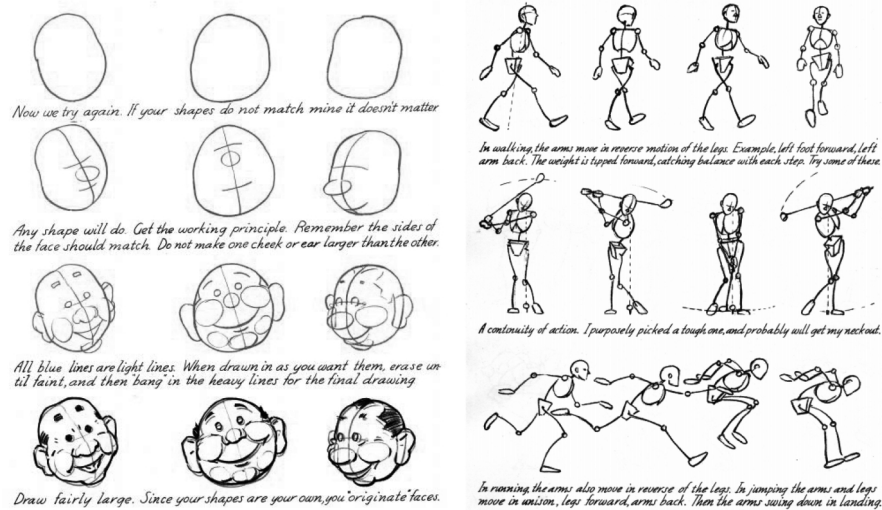 Now we try again. If your shapes do not match mine it doesn't matter
Any shape will do. Get the working principle. Remember the sides of
the face should match. Do not make one cheek or ear larger than the other.
All blue lines are light lines. When drawn in as you want them, erase un-
til faint, and then "bang" in the heavy lines for the final drawing
Draw fairly large. Since your shapes are your own, you "originate" faces.
In walking, the arms move in reverse motion of the legs. Example, left foot forward, left
arm back. The weight is tipped forward, catching balance with each step. Try some of these.
A continuity of action. I purposely picked a tough one, and probably will get my neck out.
In running, the arms also move in reverse of the legs. In jumping the arms and legs
move in unison, legs forward, arms back. Then the arms swing down in landing.